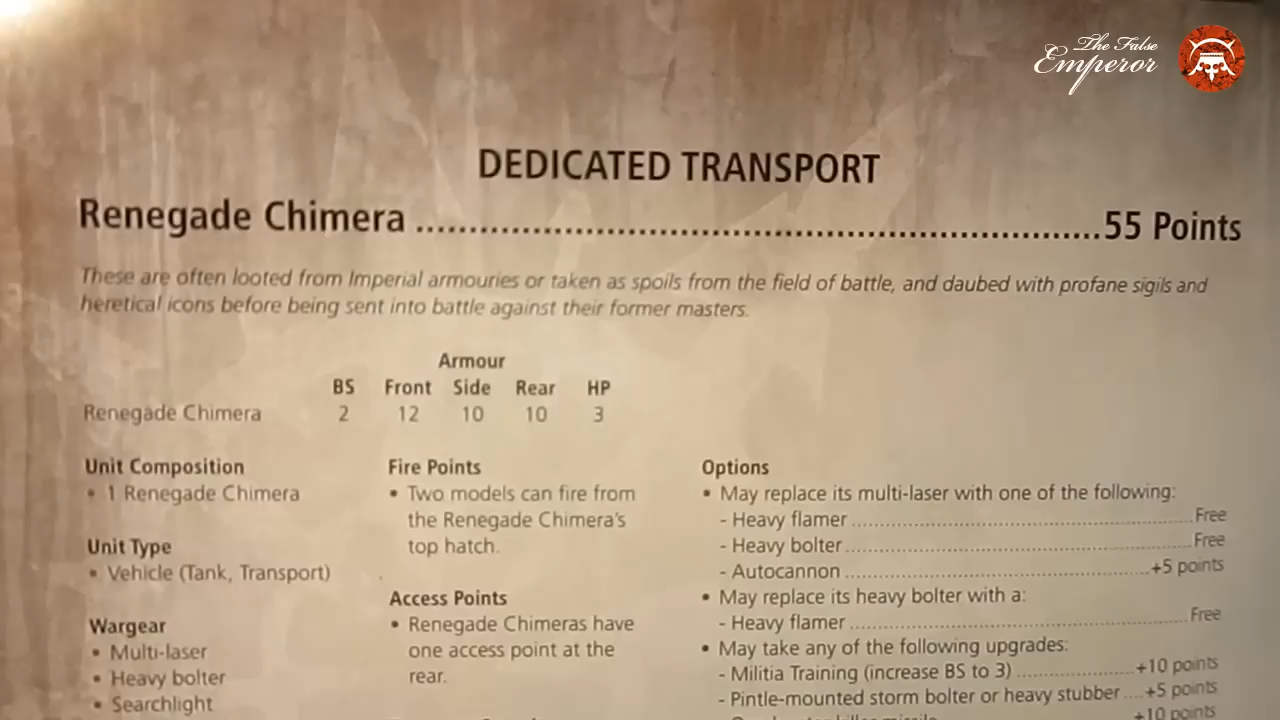 The False
Emperor
DEDICATED TRANSPORT
Renegade Chimera ........................................................................55 Points
These are often looted from Imperial armouries or taken as spoils from the field of battle, and daubed with profane sigils and
heretical icons before being sent into battle against their former masters.
Armour
BS Front Side Rear HP
Renegade Chimera 2 12 10 10 3
Unit Composition
• 1 Renegade Chimera
Unit Type
• Vehicle (Tank, Transport)
Wargear
• Multi-laser
• Heavy bolter
• Searchlight
Fire Points
• Two models can fire from
the Renegade Chimera's
top hatch.
Access Points
• Renegade Chimeras have
one access point at the
rear.
Options
• May replace its multi-laser with one of the following:
- Heavy flamer ........................................................ Free
- Heavy bolter ......................................................... Free
- Autocannon ................................................. +5 points
• May replace its heavy bolter with a:
- Heavy flamer ........................................................ Free
• May take any of the following upgrades:
- Militia Training (increase BS to 3) ................... +10 points
- Pintle-mounted storm bolter or heavy stubber .... +5 points
+10 points